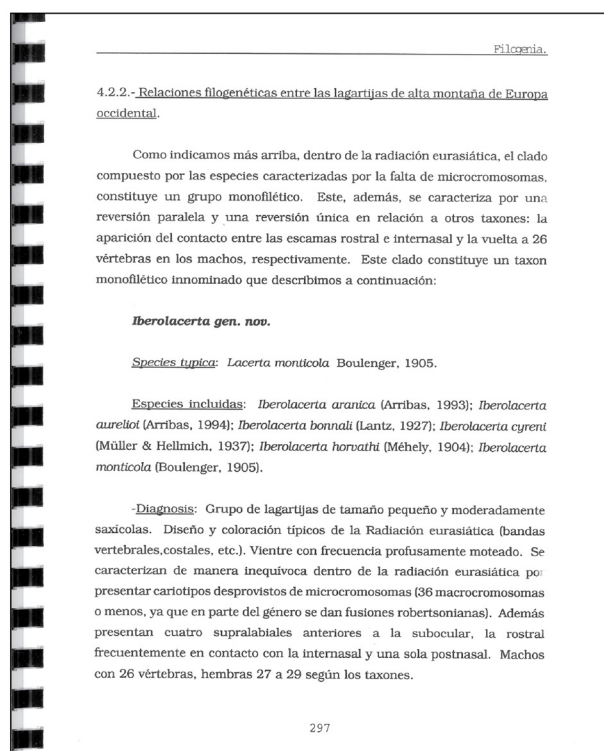 Filogenia.
4.2.2.- Relaciones filogenéticas entre las lagartijas de alta montaña de Europa
occidental.
Como indicamos más arriba, dentro de la radiación eurasiática, el clado
compuesto por las especies caracterizadas por la falta de microcromosomas,
constituye un grupo monofilético. Este, además, se caracteriza por una
reversión paralela y una reversión única en relación a otros taxones: la
aparición del contacto entre las escamas rostral e internasal y la vuelta a 26
vértebras en los machos, respectivamente. Este clado constituye un taxon
monofilético innominado que describimos a continuación:
Iberolacerta gen. nov.
Species typica: Lacerta monticola Boulenger, 1905.
Especies incluidas: Iberolacerta aranica (Arribas, 1993); Iberolacerta
aurelioi (Arribas, 1994); Iberolacerta bonnali (Lantz, 1927); Iberolacerta cyreni
(Müller & Hellmich, 1937); Iberolacerta horvathi (Méhely, 1904); Iberolacerta
monticola (Boulenger, 1905).
-Diagnosis: Grupo de lagartijas de tamaño pequeño y moderadamente
saxícolas. Diseño y coloración típicos de la Radiación eurasiática (bandas
vertebrales,costales, etc.). Vientre con frecuencia profusamente moteado. Se
caracterizan de manera inequívoca dentro de la radiación eurasiática por
presentar cariotipos desprovistos de microcromosomas (36 macrocromosomas
o menos, ya que en parte del género se dan fusiones robertsonianas). Además
presentan cuatro supralabiales anteriores a la subocular, la rostral
frecuentemente en contacto con la internasal y una sola postnasal. Machos
con 26 vértebras, hembras 27 a 29 según los taxones.
297